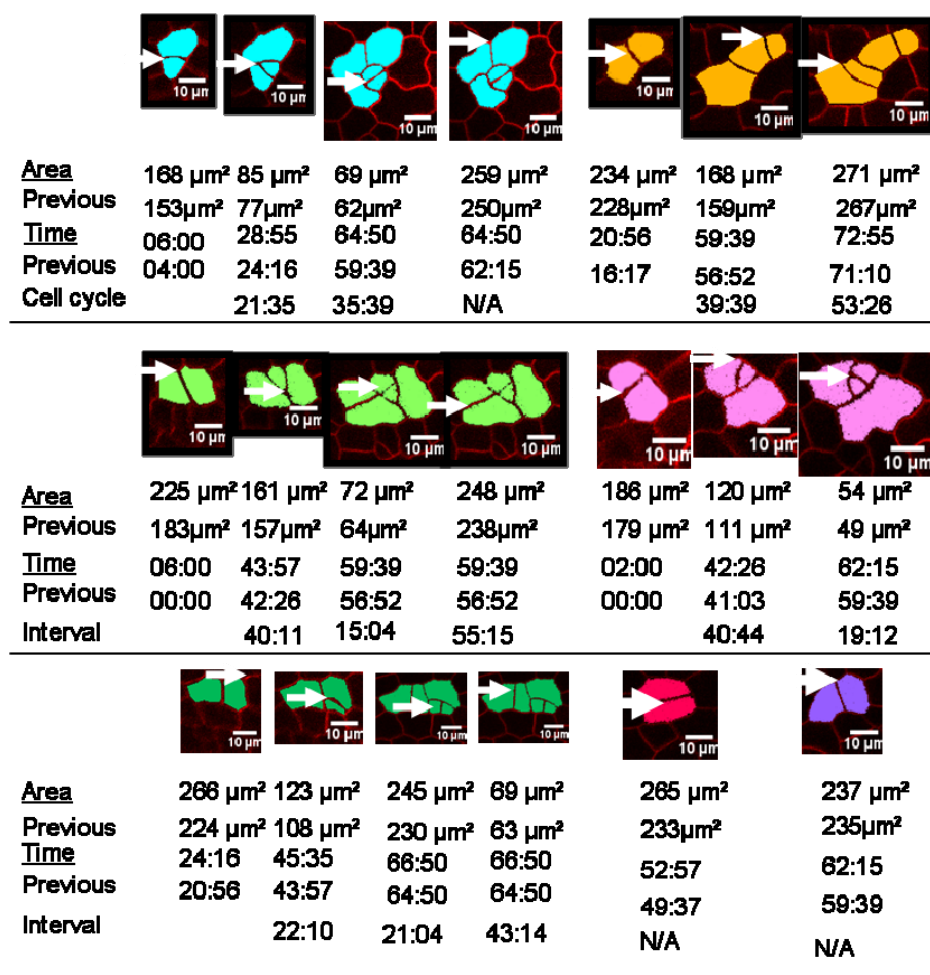 10 µm 10 µm 10 µm 10 µm 10 µm 10 µm 10 µm
Area 168 µm² 85 µm² 69 µm² 259 µm² 234 µm² 168 µm² 271 µm²
Previous 153µm² 77µm² 62µm² 250µm² 228µm² 159µm² 267µm²
Time 06:00 28:55 64:50 64:50 20:56 59:39 72:55
Previous 04:00 24:16 59:39 62:15 16:17 56:52 71:10
Cell cycle 21:35 35:39 N/A 39:39 53:26
10 µm 10 µm 10 µm 10 µm 10 µm 10 µm 10 µm
Area 225 µm² 161 µm² 72 µm² 248 µm² 186 µm² 120 µm² 54 µm²
Previous 183µm² 157µm² 64µm² 238µm² 179 µm² 111 µm² 49 µm²
Time 06:00 43:57 59:39 59:39 02:00 42:26 62:15
Previous 00:00 42:26 56:52 56:52 00:00 41:03 59:39
Interval 40:11 15:04 55:15 40:44 19:12
10 µm 10 µm 10 µm 10 µm 10 µm 10 µm
Area 266 µm² 123 µm² 245 µm² 69 µm² 265 µm² 237 µm²
Previous 224 µm² 108 µm² 230 µm² 63 µm² 233µm² 235µm²
Time 24:16 45:35 66:50 66:50 52:57 62:15
Previous 20:56 43:57 64:50 64:50 49:37 59:39
Interval 22:10 21:04 43:14 N/A N/A